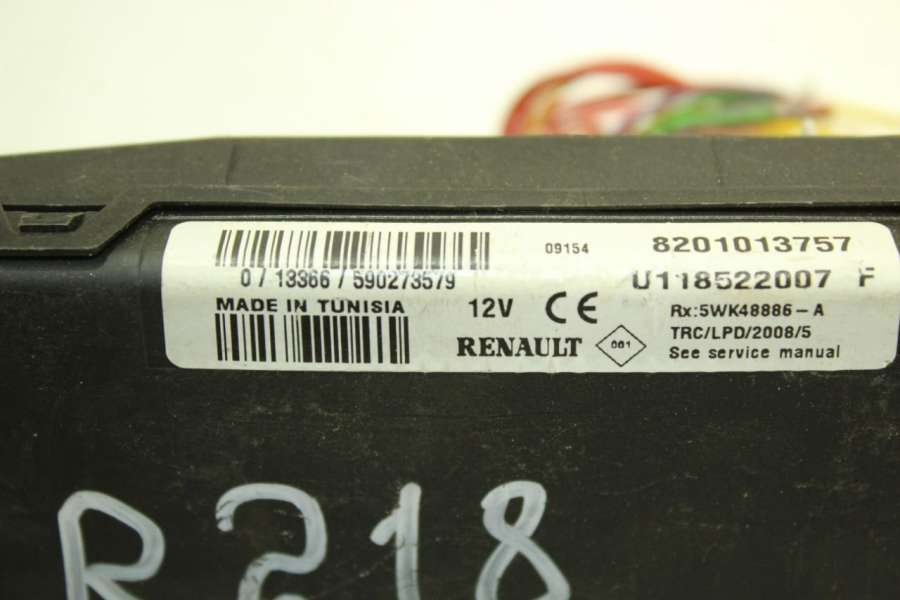 09154 8201013757
0 / 13366 / 590273579 U118522007 F
MADE IN TUNISIA 12V CE Rx:5WK48886-A
TRC/LPD/2008/5
RENAULT 001 See service manual
R218